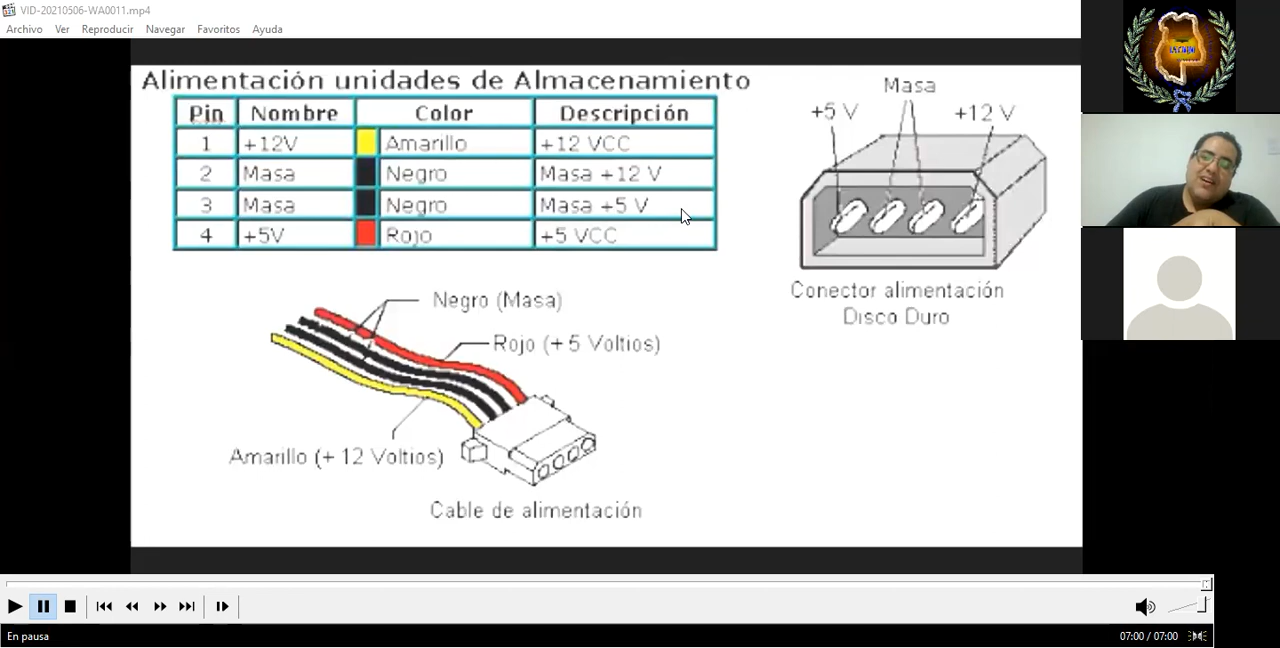 VID-20210506-WA0011.mp4
Archivo Ver Reproducir Navegar Favoritos Ayuda
Alimentación unidades de Almacenamiento
Pin Nombre Color Descripción
1 +12V Amarillo +12 VCC
2 Masa Negro Masa +12 V
3 Masa Negro Masa +5 V
4 +5V Rojo +5 VCC
Masa
+5 V +12 V
Conector alimentación
Disco Duro
Negro (Masa)
Rojo (+ 5 Voltios)
Amarillo (+ 12 Voltios)
Cable de alimentación
En pausa
07:00 / 07:00